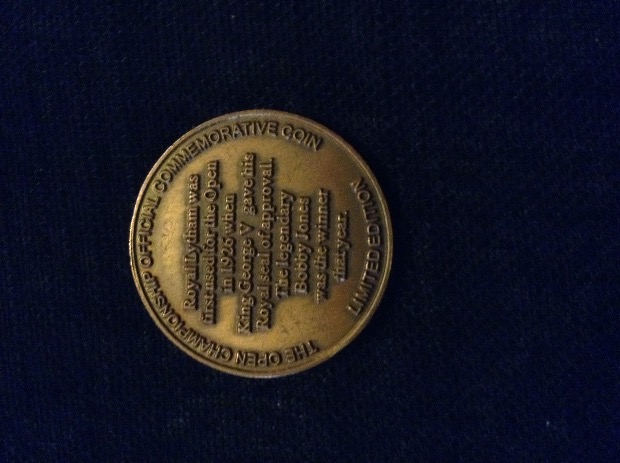 THE OPEN CHAMPIONSHIP OFFICIAL COMMEMORATIVE COIN
Royal Lytham was
first used for the Open
in 1926 when
King George V gave his
Royal seal of approval.
The legendary
Bobby Jones
was the winner
that year.
LIMITED EDITION